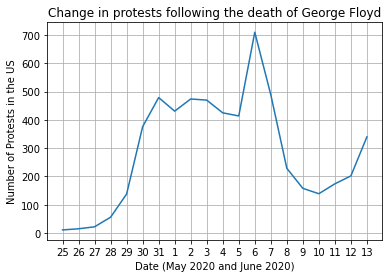 Change in protests following the death of George Floyd
Number of Protests in the US
700
600
500
400
300
200
100
0
25 26 27 28 29 30 31 1 2 3 4 5 6 7 8 9 10 11 12 13
Date (May 2020 and June 2020)